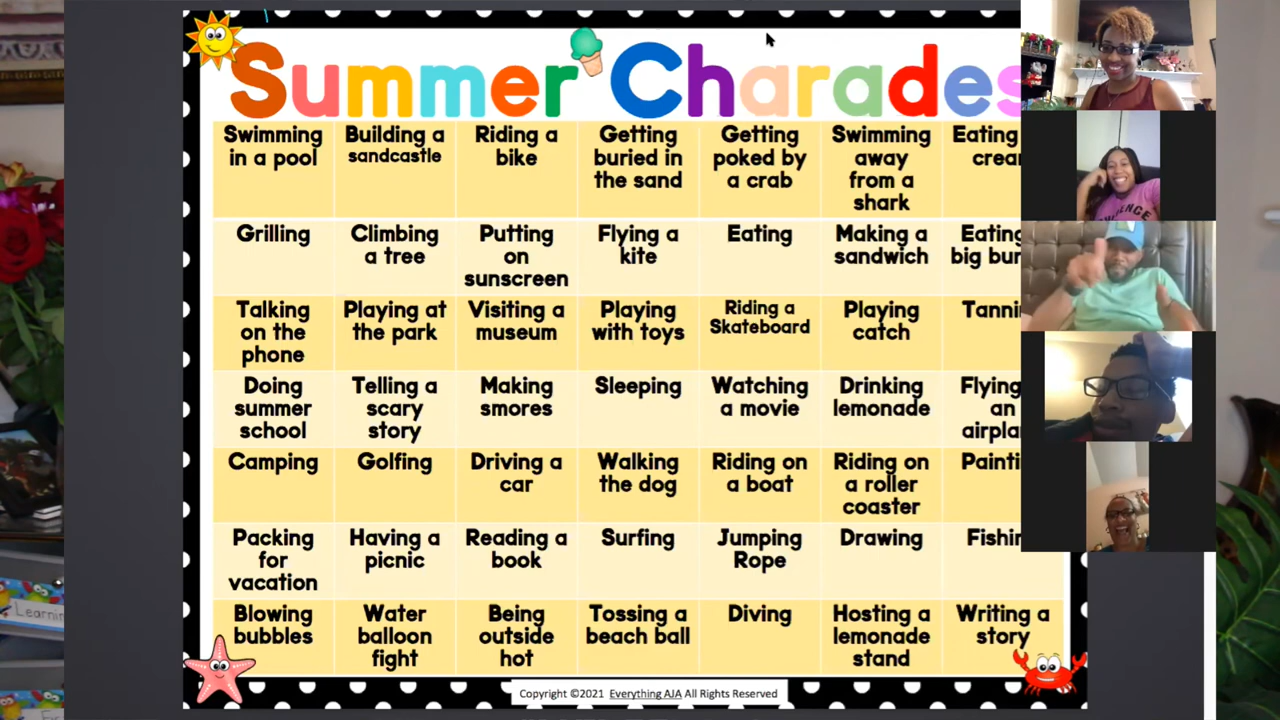 Summer Charades
Swimming
in a pool
Building a
sandcastle
Riding a
bike
Getting
buried in
the sand
Getting
poked by
a crab
Swimming
away
from a
shark
Eating
Grilling
Climbing
a tree
Putting
on
sunscreen
Flying a
kite
Eating
Making a
sandwich
Eating
big
Talking
on the
phone
Playing at
the park
Visiting a
museum
Playing
with toys
Riding a
Skateboard
Playing
catch
Doing
summer
school
Telling a
scary
story
Making
smores
Sleeping
Watching
a movie
Drinking
lemonade
Flying
an
Camping
Golfing
Driving a
car
Walking
the dog
Riding on
a boat
Riding on
a roller
coaster
Packing
for
vacation
Having a
picnic
Reading a
book
Surfing
Jumping
Rope
Drawing
Blowing
bubbles
Water
balloon
fight
Being
outside
hot
Tossing a
beach ball
Diving
Hosting a
lemonade
stand
Writing a
story
Copyright ©2021 Everything AJA All Rights Reserved